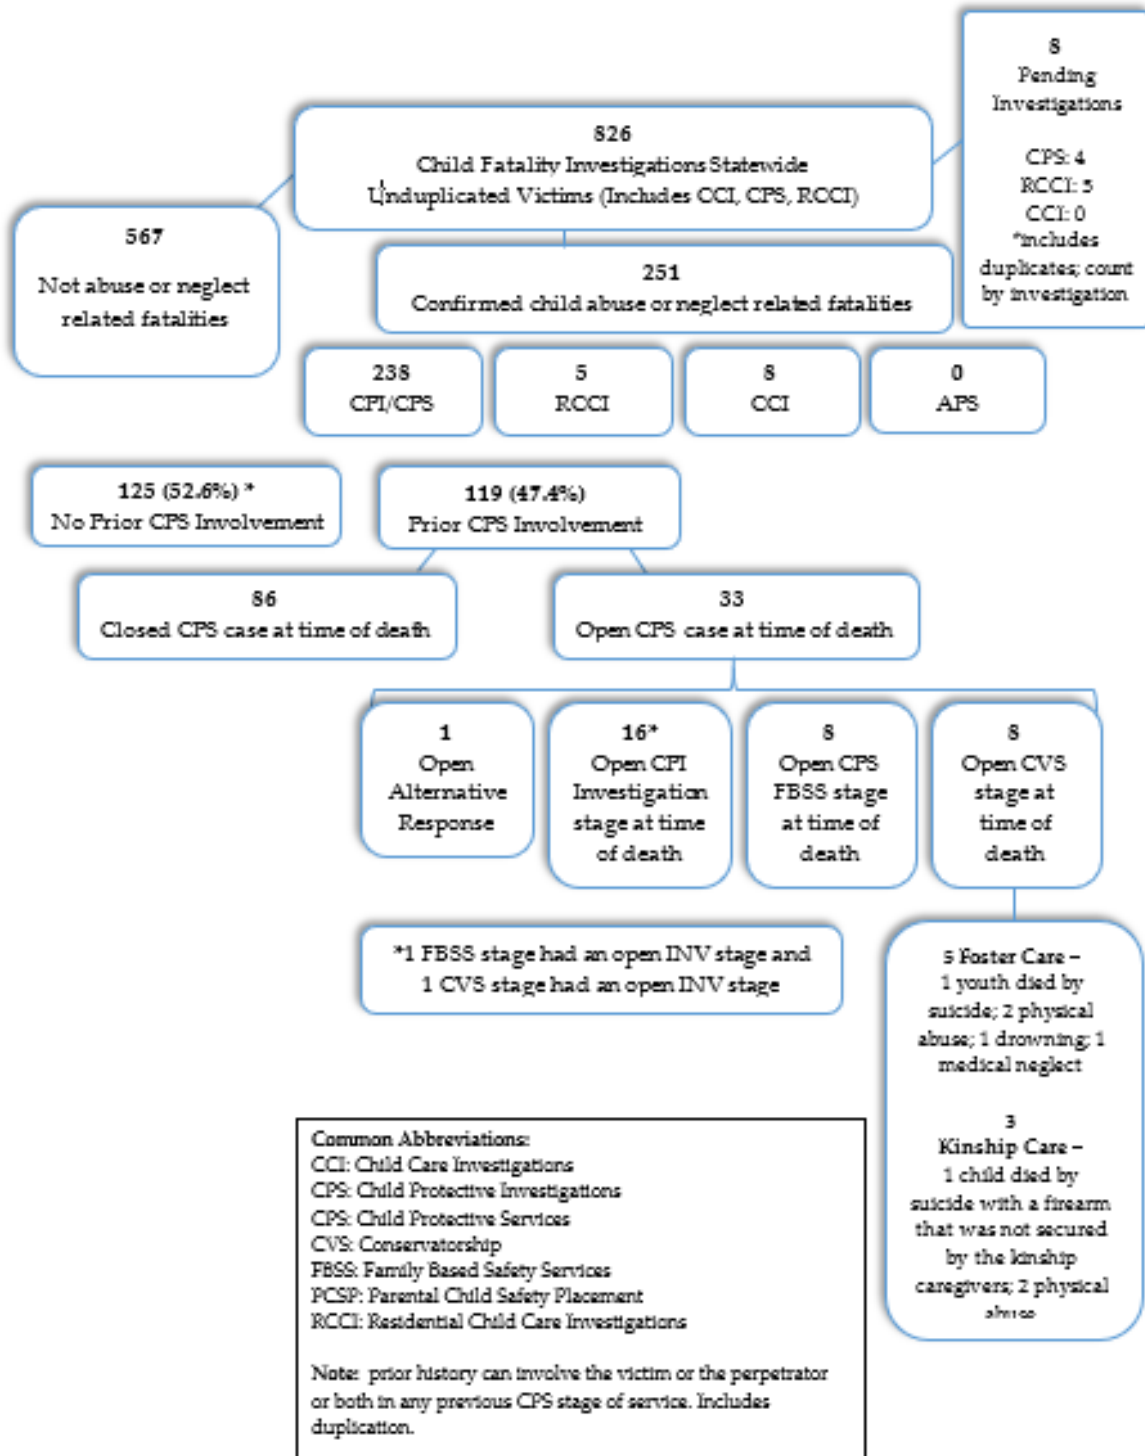 8
Pending
Investigations
CPS: 4
RCCI: 5
CCI: 0
*includes
duplicates; count
by investigation
826
Child Fatality Investigations Statewide
Unduplicated Victims (Includes CCI, CPS, RCCI)
567
Not abuse or neglect
related fatalities
251
Confirmed child abuse or neglect related fatalities
238
CPI/CPS
5
RCCI
8
CCI
0
APS
125 (52.6%) *
No Prior CPS Involvement
119 (47.4%)
Prior CPS Involvement
86
Closed CPS case at time of death
33
Open CPS case at time of death
1
Open
Alternative
Response
16*
Open CPI
Investigation
stage at time
of death
8
Open CPS
FBSS stage
at time of
death
8
Open CVS
stage at
time of
death
*1 FBSS stage had an open INV stage and
1 CVS stage had an open INV stage
5 Foster Care –
1 youth died by
suicide; 2 physical
abuse; 1 drowning; 1
medical neglect
3
Kinship Care –
1 child died by
suicide with a firearm
that was not secured
by the kinship
caregivers; 2 physical
abuse
Common Abbreviations:
CCI: Child Care Investigations
CPS: Child Protective Investigations
CPS: Child Protective Services
CVS: Conservatorship
FBSS: Family Based Safety Services
PCSP: Parental Child Safety Placement
RCCI: Residential Child Care Investigations
Note: prior history can involve the victim or the perpetrator
or both in any previous CPS stage of service. Includes
duplication.